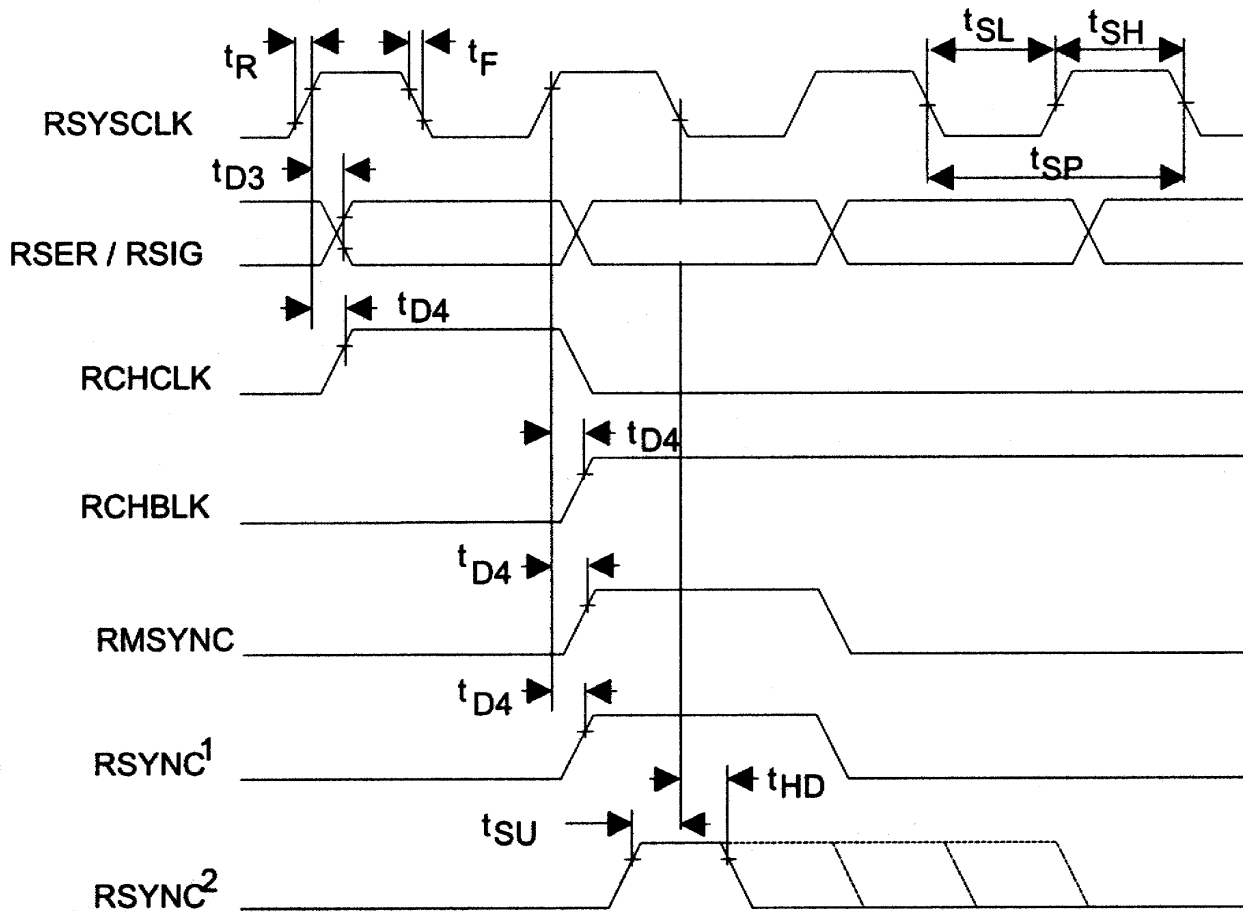 tSL tSH
tR tF
RSYSCLK
tSP
tD3
RSER / RSIG
tD4
RCHCLK
tD4
RCHBLK
tD4
RMSYNC
tD4
RSYNC1
tHD
tSU
RSYNC2